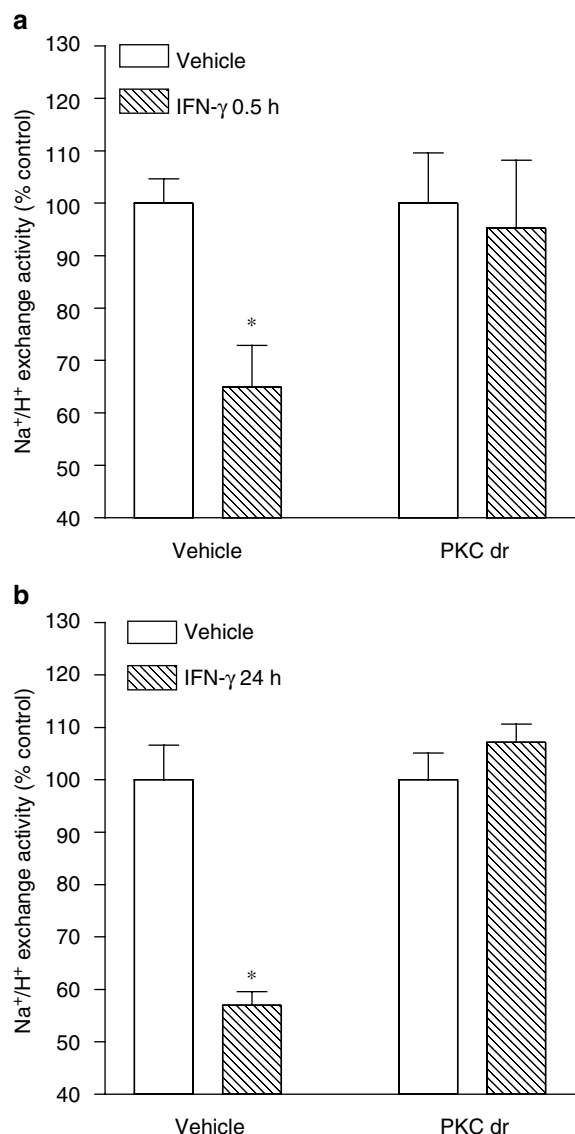 a
Na+/H+ exchange activity (% control)
130
120
110
100
90
80
70
60
50
40
Vehicle
IFN-γ 0.5 h
*
Vehicle PKC dr
b
Na+/H+ exchange activity (% control)
130
120
110
100
90
80
70
60
50
40
Vehicle
IFN-γ 24 h
*
Vehicle PKC dr